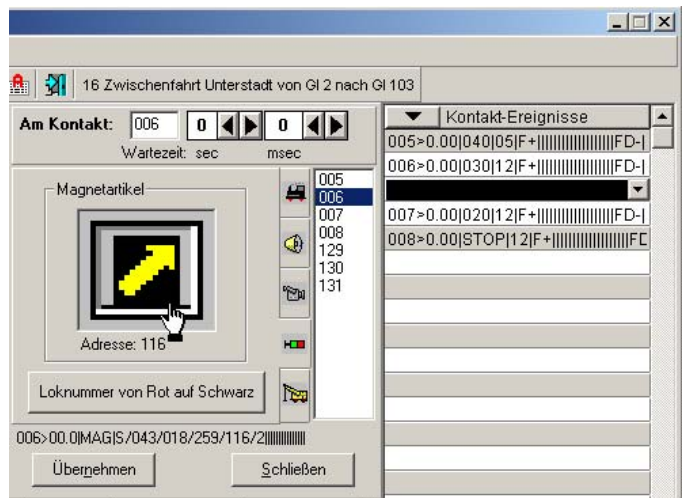 16 Zwischenfahrt Unterstadt von Gl 2 nach Gl 103
Am Kontakt: 006 0 0
Wartezeit: sec msec
Magnetartikel
Adresse: 116
Loknummer von Rot auf Schwarz
005
006
007
008
129
130
131
006>00.0|MAG|S/043/018/259/116/2||||||||||||
Übernehmen
Schließen
Kontakt-Ereignisse
005>0.00|040|05|F+||||||||||||||||||FD-|
006>0.00|030|12|F+||||||||||||||||||FD-|
007>0.00|020|12|F+||||||||||||||||||FD-|
008>0.00|STOP|12|F+||||||||||||||||||FD